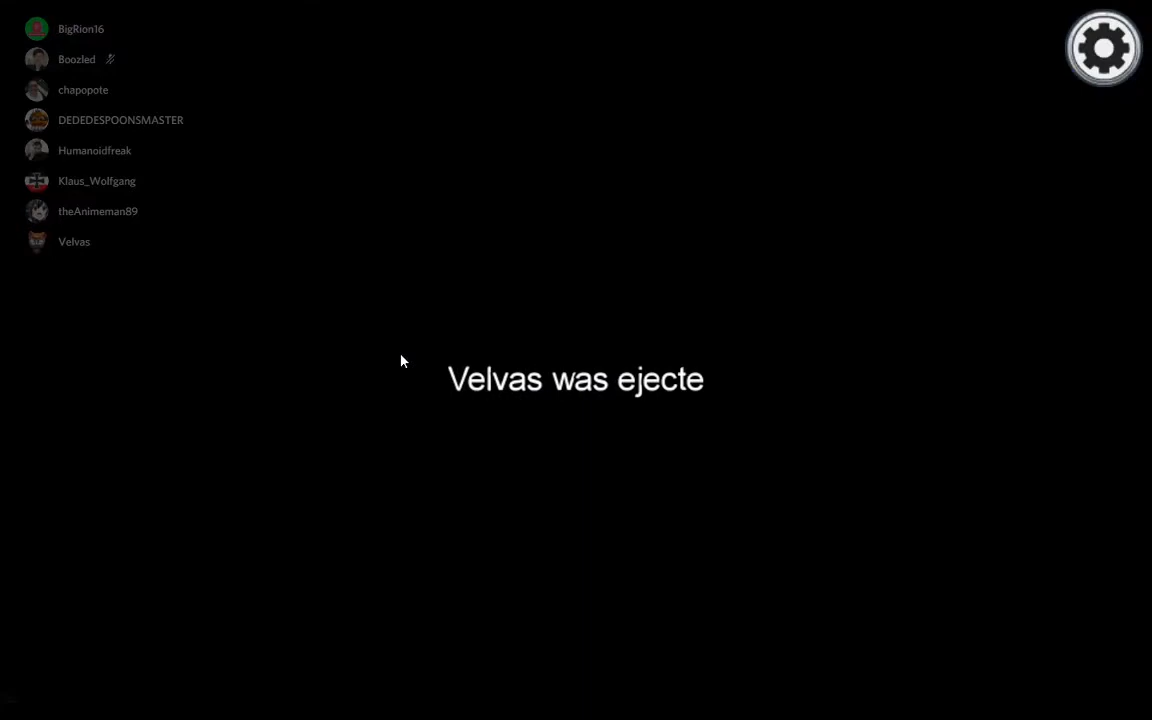 BigRion16
Boozled
chapopote
DEDEDESPOONSMASTER
Humanoidfreak
Klaus_Wolfgang
theAnimeman89
Velvas
Velvas was ejecte